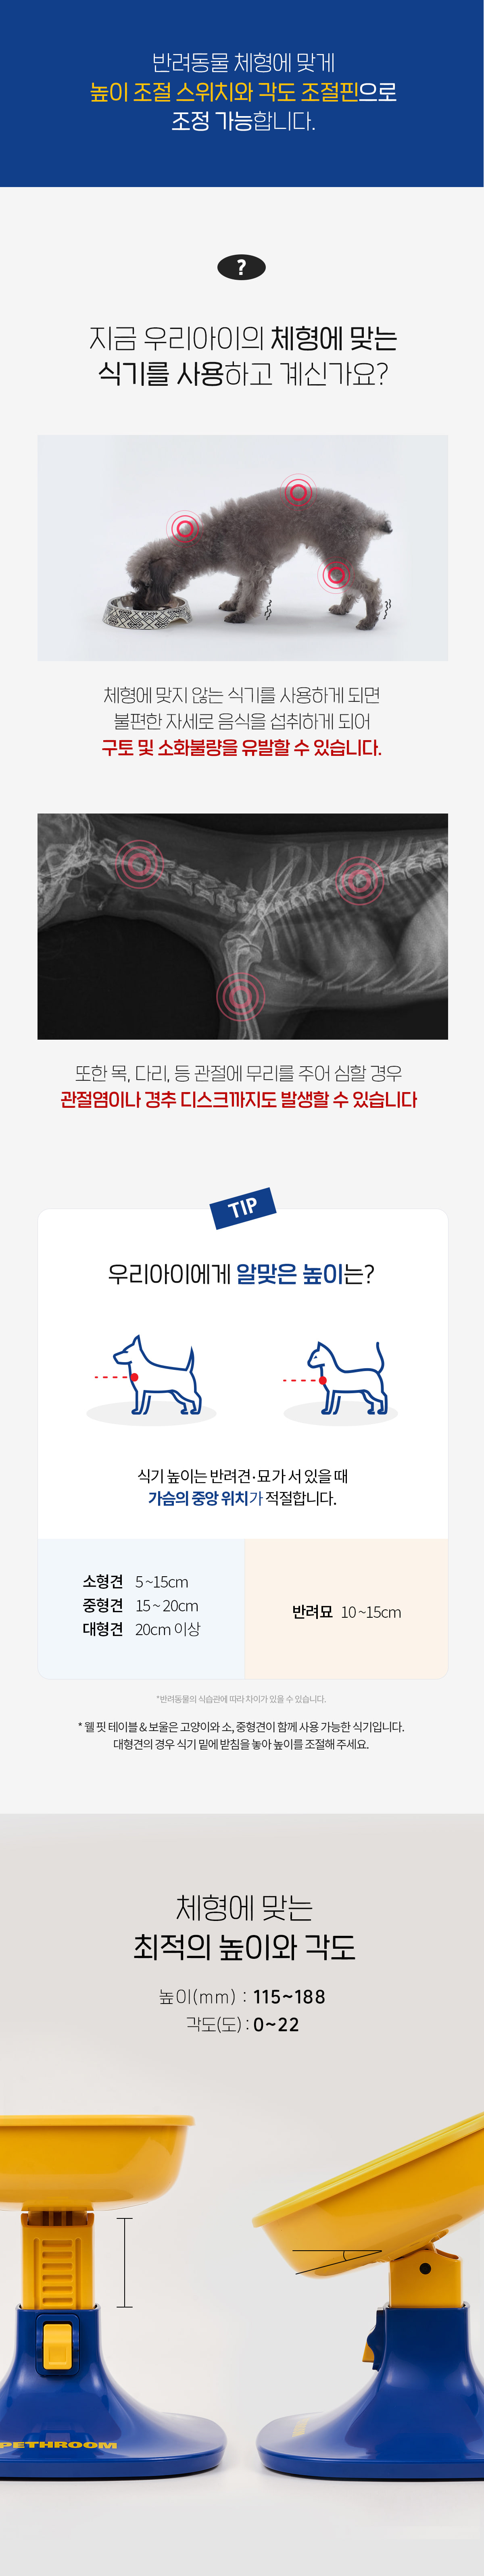 반려동물 체형에 맞게
높이 조절 스위치와 각도 조절핀으로
조정 가능합니다.
?
지금 우리아이의 체형에 맞는
식기를 사용하고 계신가요?
체형에 맞지 않는 식기를 사용하게 되면
불편한 자세로 음식을 섭취하게 되어
구토 및 소화불량을 유발할 수 있습니다.
또한 목, 다리, 등 관절에 무리를 주어 심할 경우
관절염이나 경추 디스크까지도 발생할 수 있습니다
TIP
우리아이에게 알맞은 높이는?
식기 높이는 반려견·묘가 서 있을 때
가슴의 중앙 위치가 적절합니다.
소형견 5 ~15cm
중형견 15 ~ 20cm
대형견 20cm 이상
반려묘 10 ~15cm
*반려동물의 식습관에 따라 차이가 있을 수 있습니다.
* 웰 핏 테이블 & 보울은 고양이와 소, 중형견이 함께 사용 가능한 식기입니다.
대형견의 경우 식기 밑에 받침을 놓아 높이를 조절해 주세요.
체형에 맞는
최적의 높이와 각도
높이(mm) : 115~188
각도(도) : 0~22
PETHROOM